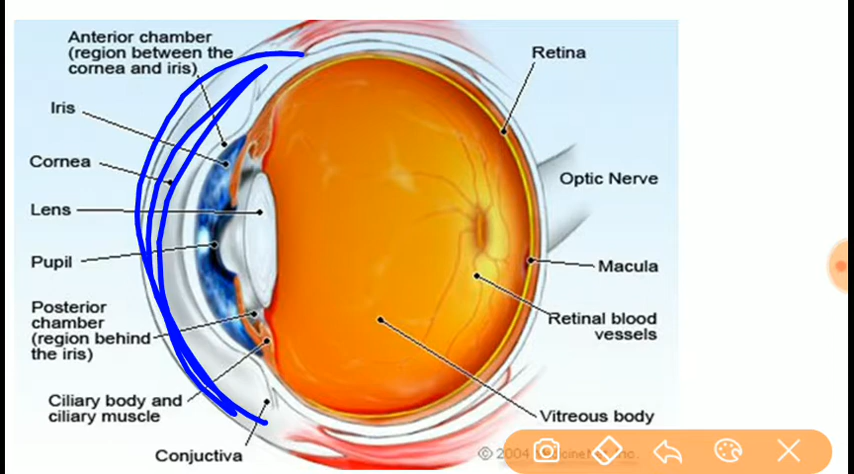 Anterior chamber
(region between the
cornea and iris)
Iris
Cornea
Lens
Pupil
Posterior
chamber
(region behind
the iris)
Ciliary body and
ciliary muscle
Conjuctiva
Retina
Optic Nerve
Macula
Retinal blood
vessels
Vitreous body
© 2004